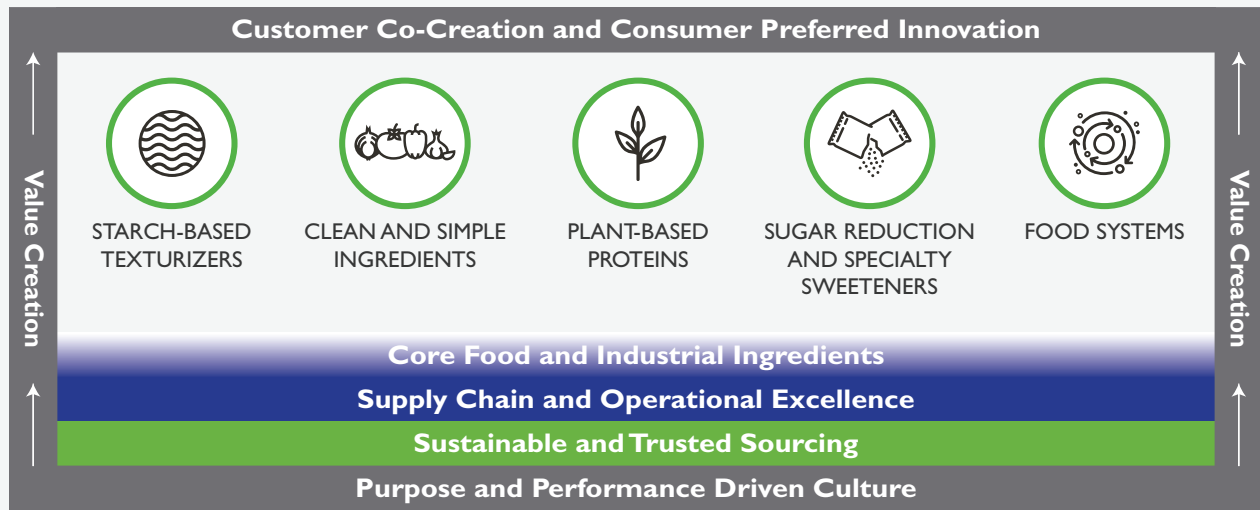 Customer Co-Creation and Consumer Preferred Innovation
Value Creation
STARCH-BASED
TEXTURIZERS
CLEAN AND SIMPLE
INGREDIENTS
PLANT-BASED
PROTEINS
SUGAR REDUCTION
AND SPECIALTY
SWEETENERS
FOOD SYSTEMS
Value Creation
Core Food and Industrial Ingredients
Supply Chain and Operational Excellence
Sustainable and Trusted Sourcing
Purpose and Performance Driven Culture